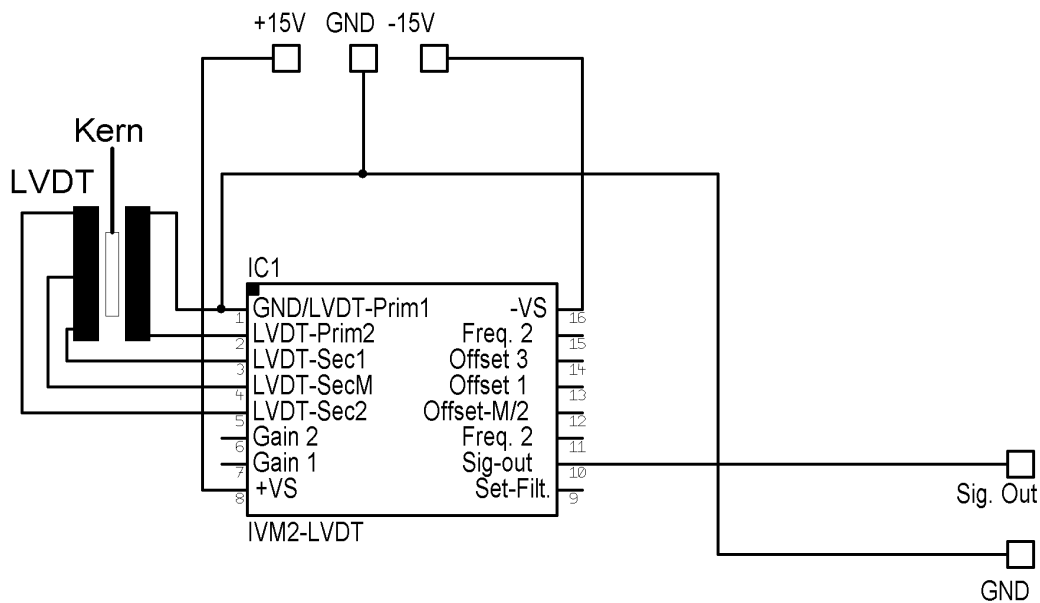 +15V GND -15V
Kern
LVDT
IC1
GND/LVDT-Prim1 -VS
1 16
LVDT-Prim2 Freq. 2
2 15
LVDT-Sec1 Offset 3
3 14
LVDT-SecM Offset 1
4 13
LVDT-Sec2 Offset-M/2
5 12
Gain 2 Freq. 2
6 11
Gain 1 Sig-out
7 10
+VS Set-Filt.
8 9
IVM2-LVDT
Sig. Out
GND